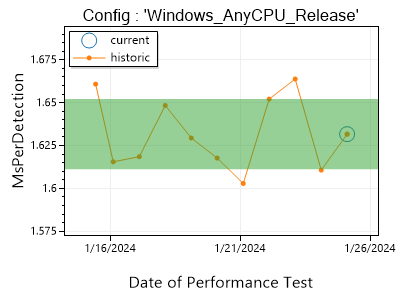 Config : 'Windows_AnyCPU_Release'
current
historic
1.675
1.65
1.625
1.6
1.575
MsPerDetection
1/16/2024
1/21/2024
1/26/2024
Date of Performance Test